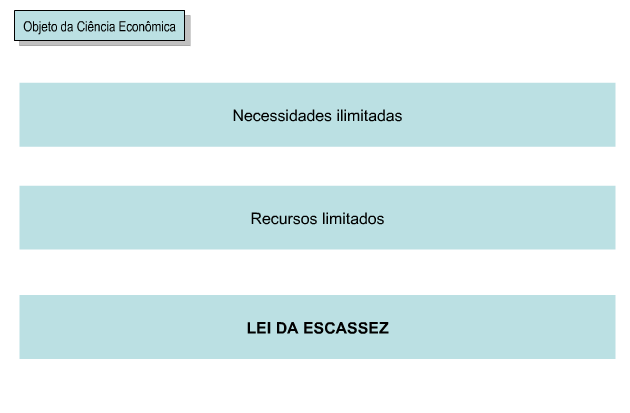 Objeto da Ciência Econômica
Necessidades ilimitadas
Recursos limitados
LEI DA ESCASSEZ